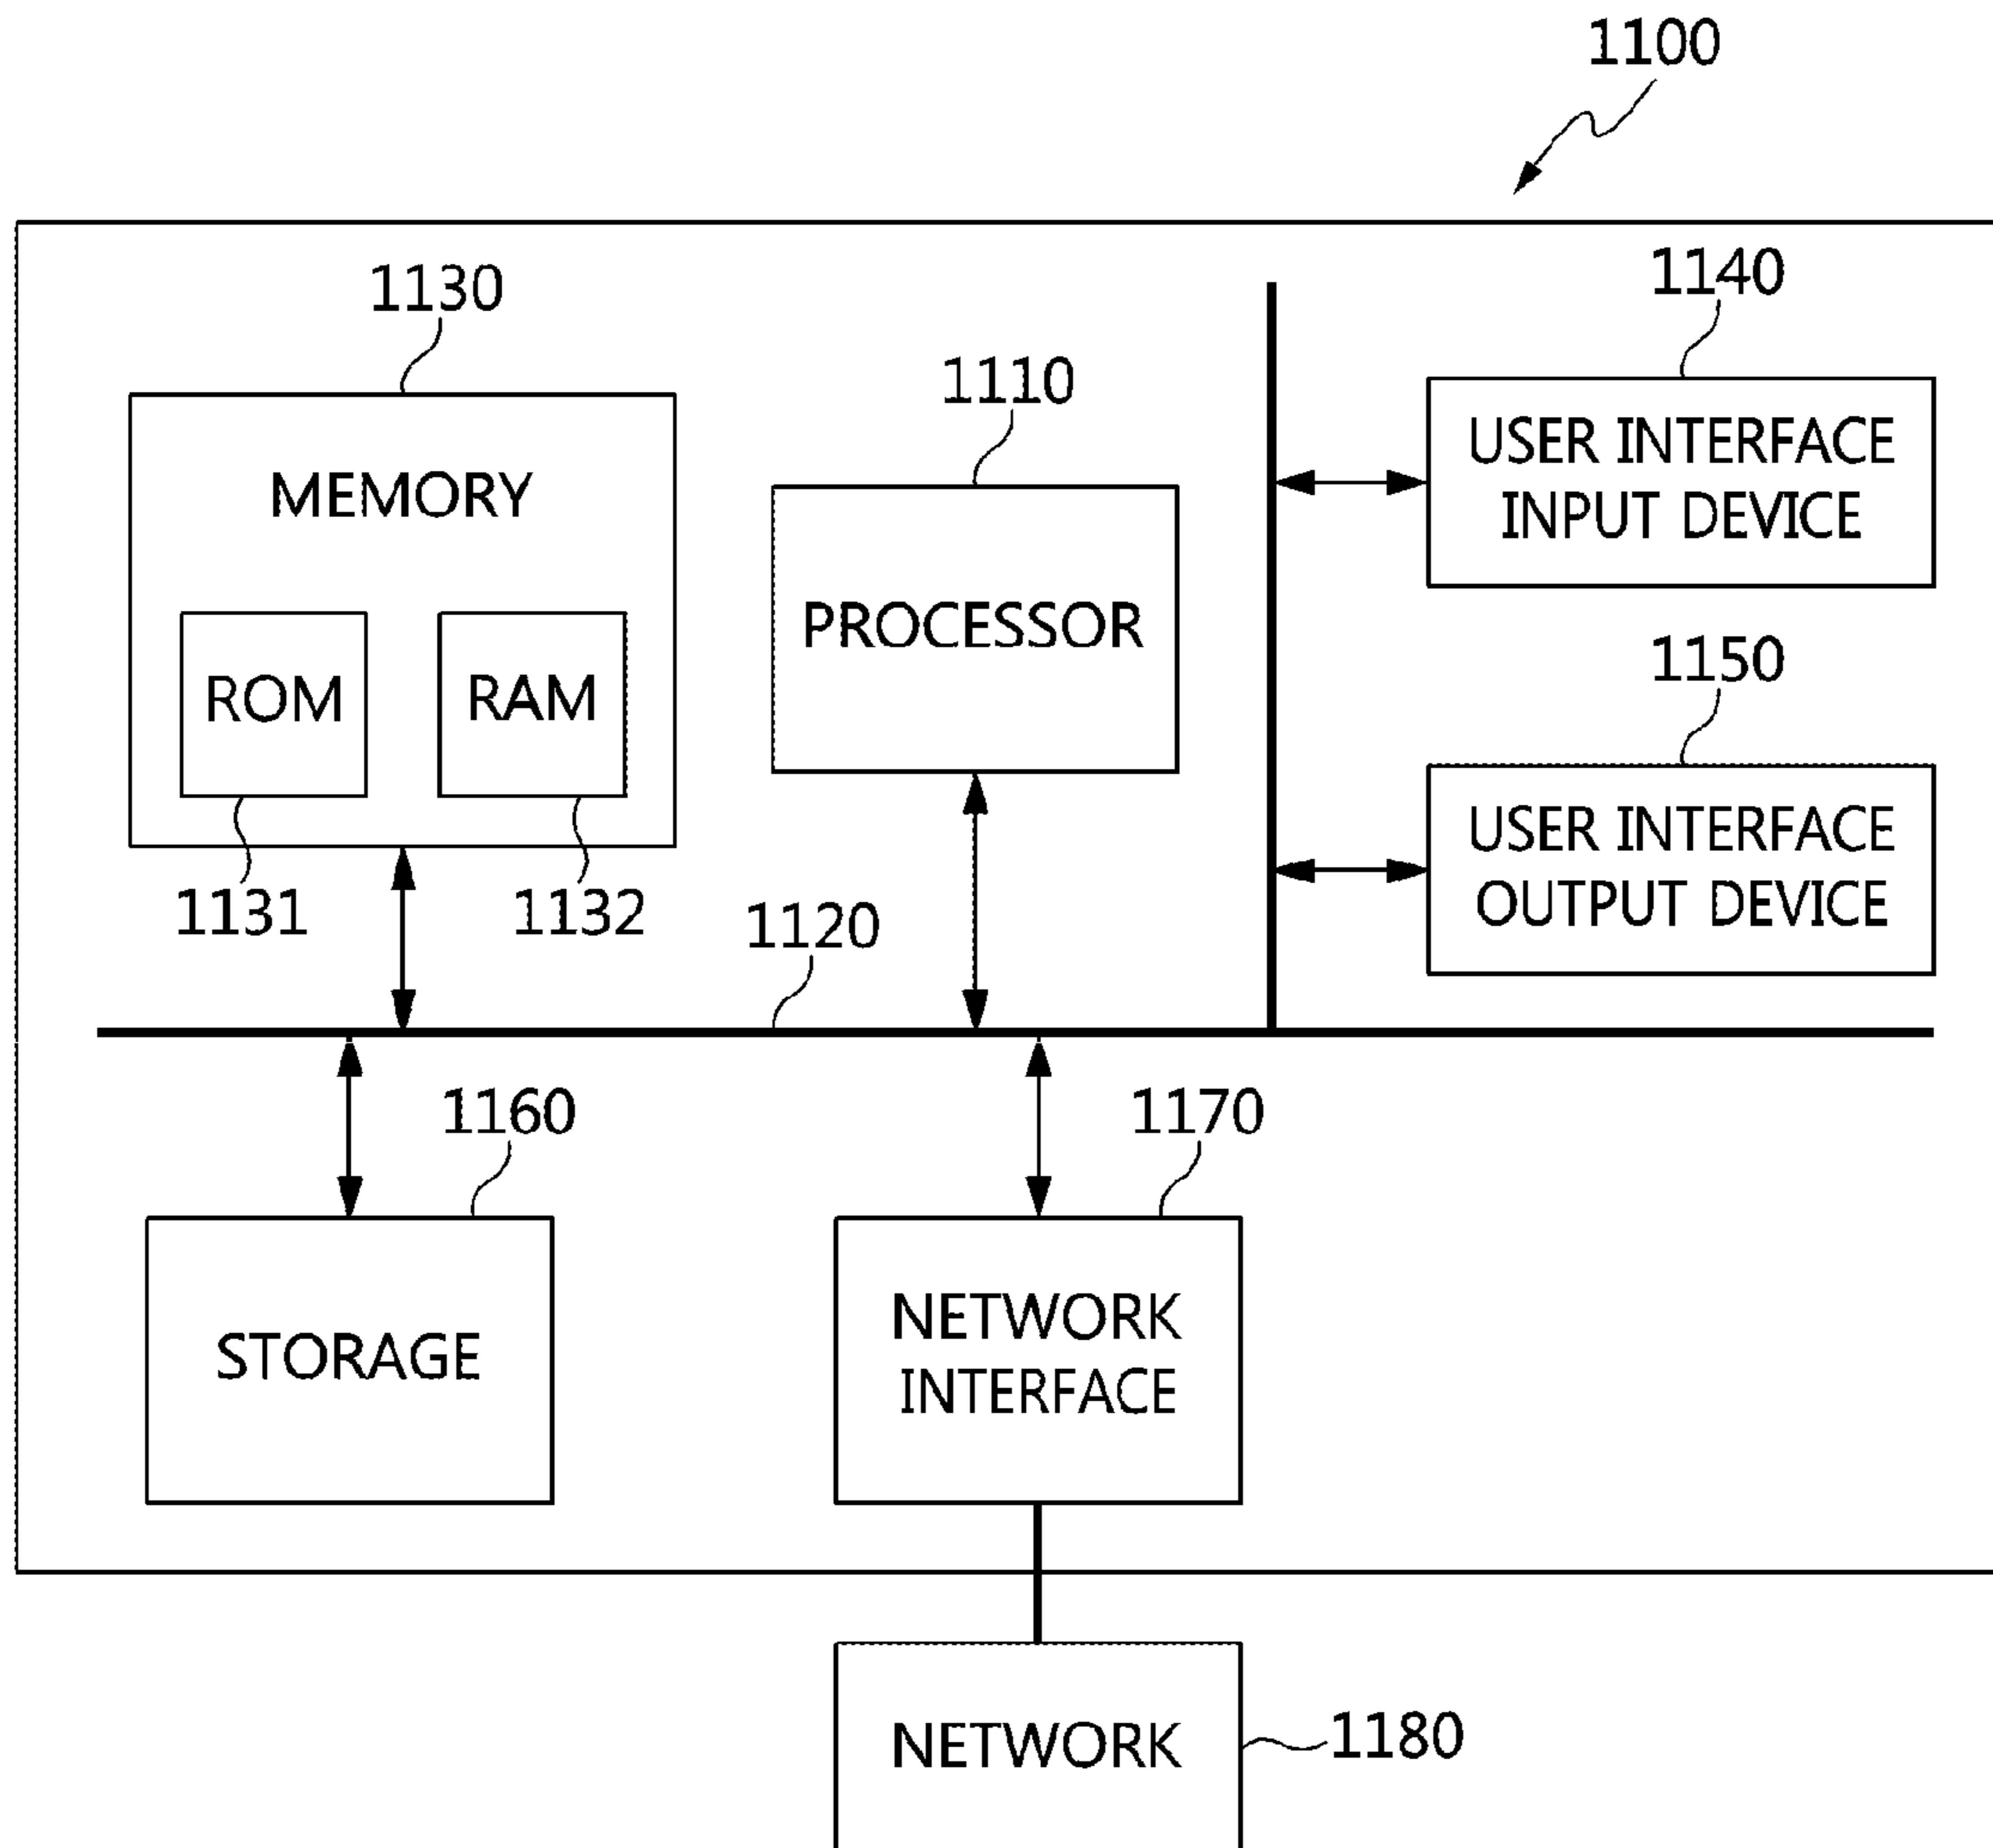 1100
1130
1140
1110
MEMORY
USER INTERFACE
INPUT DEVICE
PROCESSOR
ROM
RAM
1150
1131
1132
1120
USER INTERFACE
OUTPUT DEVICE
1160
1170
STORAGE
NETWORK
INTERFACE
NETWORK
1180